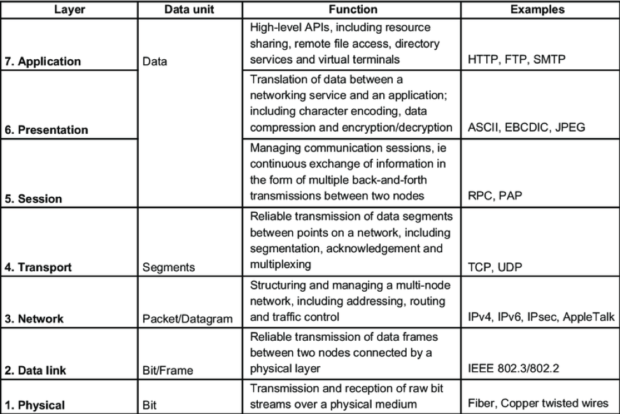 Layer Data unit Function Examples
High-level APIs, including resource
sharing, remote file access, directory
7. Application Data services and virtual terminals HTTP, FTP, SMTP
Translation of data between a
networking service and an application;
including character encoding, data
6. Presentation compression and encryption/decryption ASCII, EBCDIC, JPEG
Managing communication sessions, ie
continuous exchange of information in
the form of multiple back-and-forth
5. Session transmissions between two nodes RPC, PAP
Reliable transmission of data segments
between points on a network, including
segmentation, acknowledgement and
4. Transport Segments multiplexing TCP, UDP
Structuring and managing a multi-node
network, including addressing, routing
3. Network Packet/Datagram and traffic control IPv4, IPv6, IPsec, AppleTalk
Reliable transmission of data frames
between two nodes connected by a
2. Data link Bit/Frame physical layer IEEE 802.3/802.2
Transmission and reception of raw bit
1. Physical Bit streams over a physical medium Fiber, Copper twisted wires